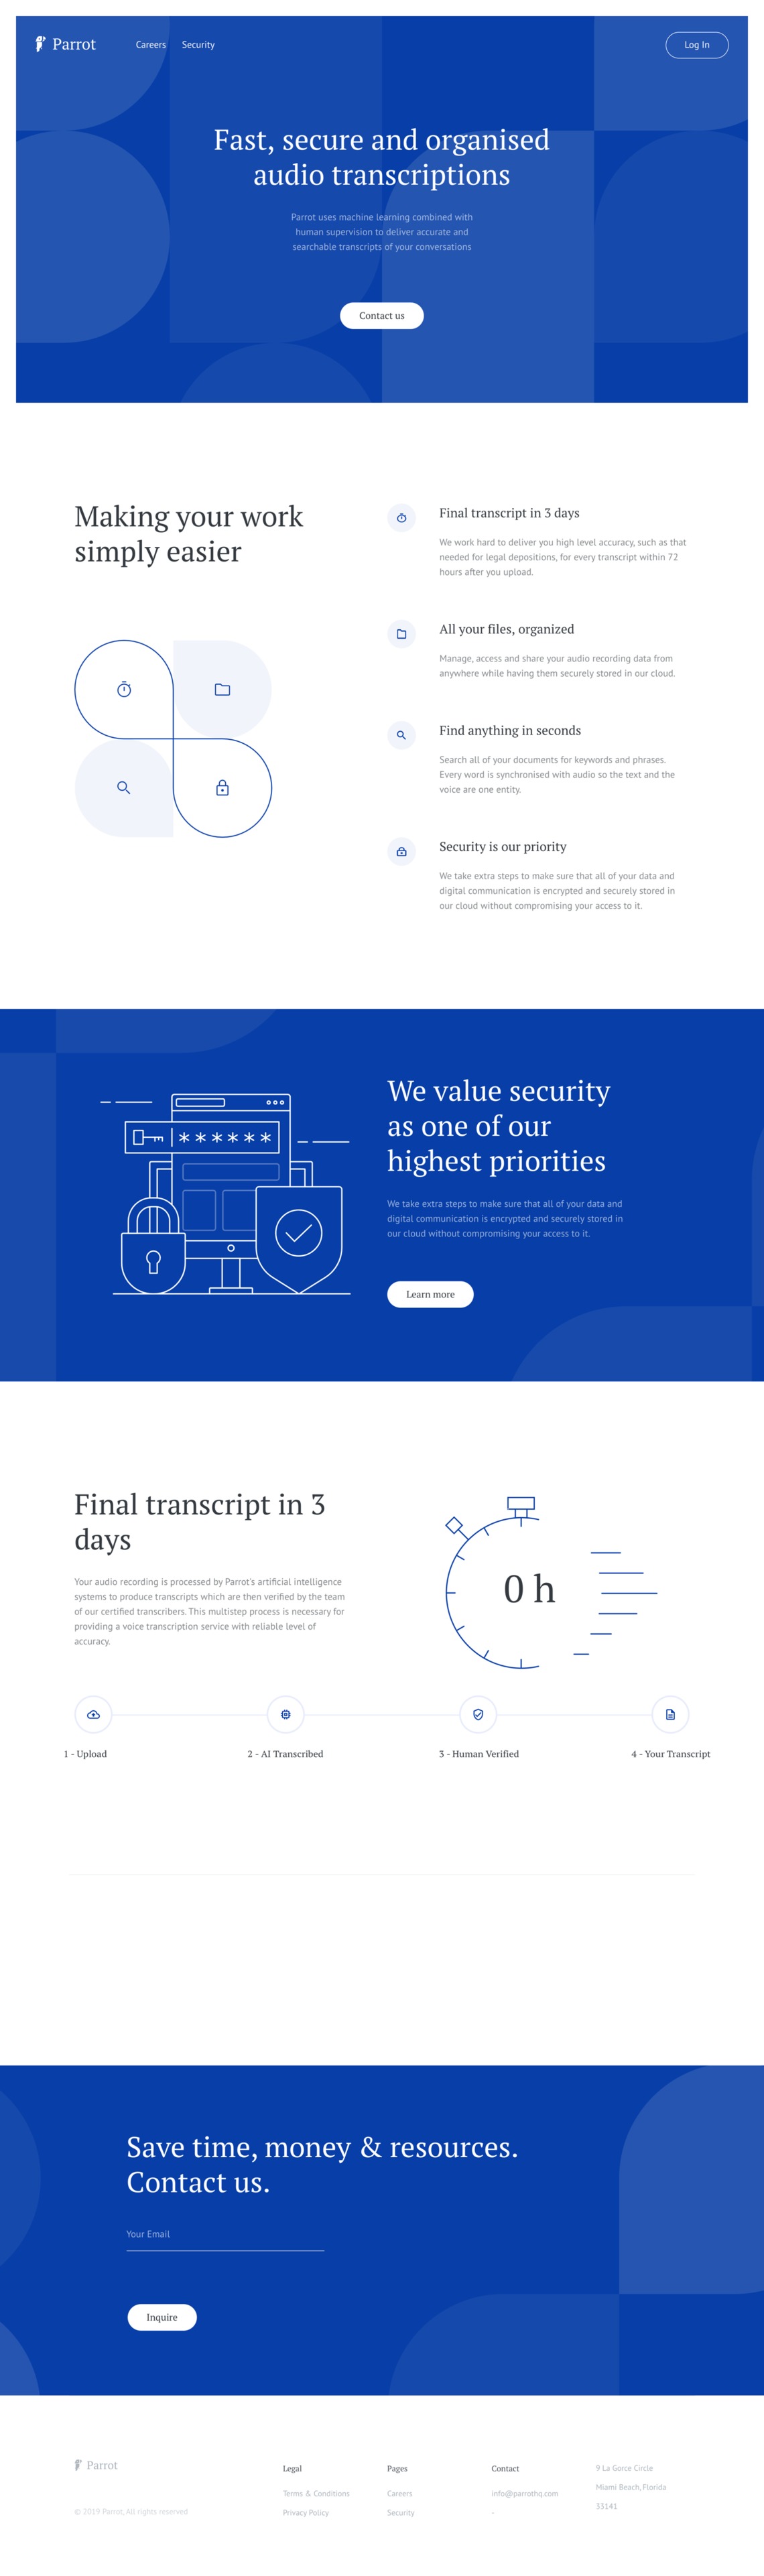 Parrot
Careers
Security
Log In
Fast, secure and organised
audio transcriptions
Parrot uses machine learning combined with
human supervision to deliver accurate and
searchable transcripts of your conversations
Contact us
Making your work
simply easier
Final transcript in 3 days
We work hard to deliver you high level accuracy, such as that
needed for legal depositions, for every transcript within 72
hours after you upload.
All your files, organized
Manage, access and share your audio recording data from
anywhere while having them securely stored in our cloud.
Find anything in seconds
Search all of your documents for keywords and phrases.
Every word is synchronised with audio so the text and the
voice are one entity.
Security is our priority
We take extra steps to make sure that all of your data and
digital communication is encrypted and securely stored in
our cloud without compromising your access to it.
******
We value security
as one of our
highest priorities
We take extra steps to make sure that all of your data and
digital communication is encrypted and securely stored in
our cloud without compromising your access to it.
Learn more
Final transcript in 3
days
Your audio recording is processed by Parrot's artificial intelligence
systems to produce transcripts which are then verified by the team
of our certified transcribers. This multistep process is necessary for
providing a voice transcription service with reliable level of
accuracy.
0 h
1 - Upload
2 - AI Transcribed
3 - Human Verified
4 - Your Transcript
Save time, money & resources.
Contact us.
Your Email
Inquire
Parrot
© 2019 Parrot, All rights reserved
Legal
Terms & Conditions
Privacy Policy
Pages
Careers
Security
Contact
info@parrothq.com
-
9 La Gorce Circle
Miami Beach, Florida
33141